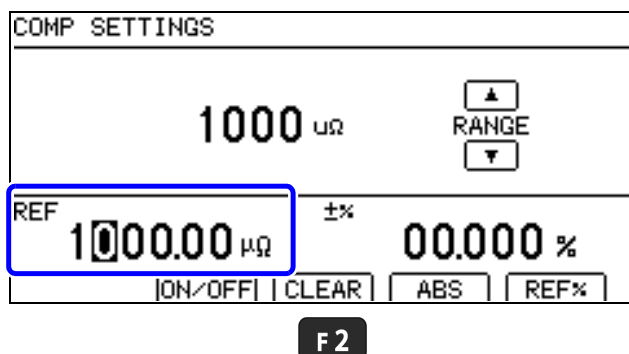 COMP SETTINGS
1000 uΩ
▲
RANGE
▼
REF
1000.00 μΩ
±%
00.000 %
|ON/OFF| CLEAR ABS REF%
F2